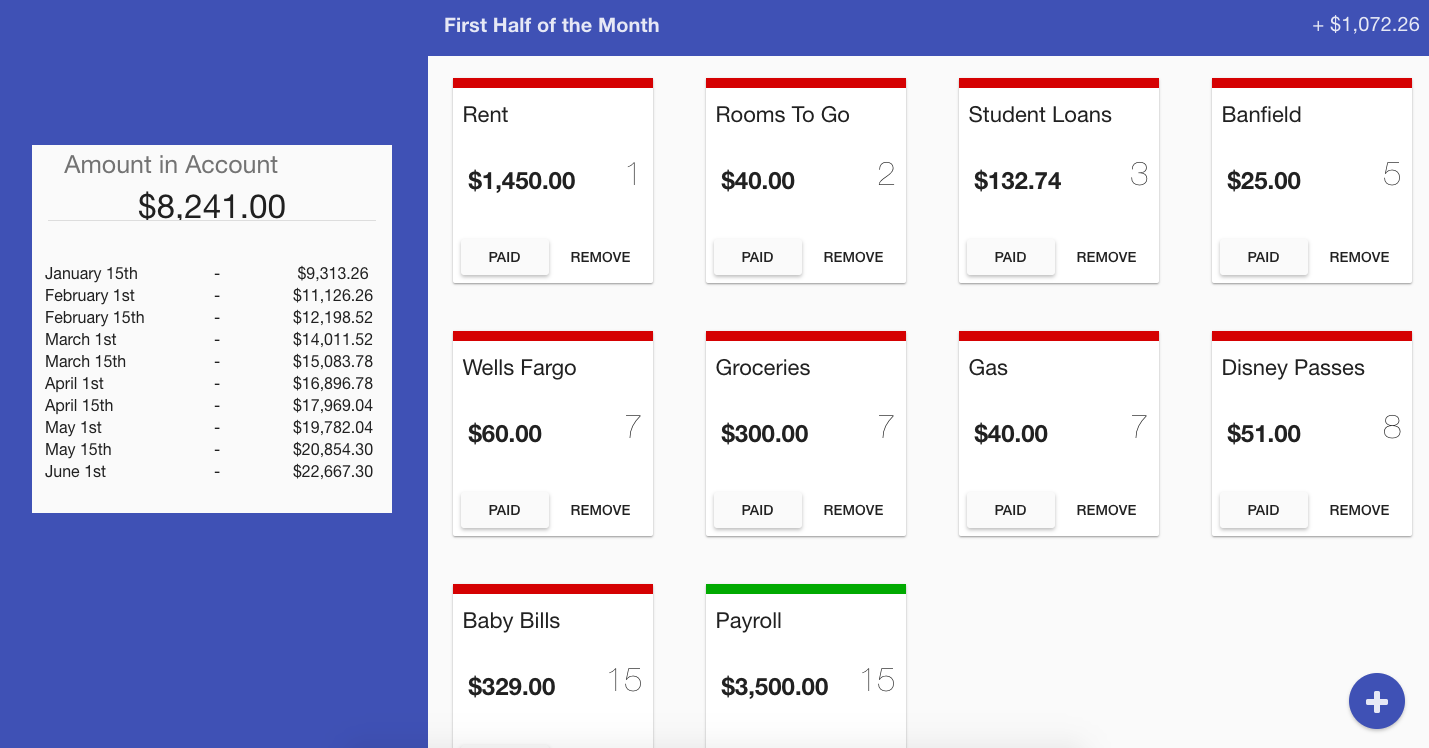 First Half of the Month + $1,072.26
Amount in Account
$8,241.00
January 15th - $9,313.26
February 1st - $11,126.26
February 15th - $12,198.52
March 1st - $14,011.52
March 15th - $15,083.78
April 1st - $16,896.78
April 15th - $17,969.04
May 1st - $19,782.04
May 15th - $20,854.30
June 1st - $22,667.30
Rent
$1,450.00 1
PAID REMOVE
Rooms To Go
$40.00 2
PAID REMOVE
Student Loans
$132.74 3
PAID REMOVE
Banfield
$25.00 5
PAID REMOVE
Wells Fargo
$60.00 7
PAID REMOVE
Groceries
$300.00 7
PAID REMOVE
Gas
$40.00 7
PAID REMOVE
Disney Passes
$51.00 8
PAID REMOVE
Baby Bills
$329.00 15
Payroll
$3,500.00 15
+